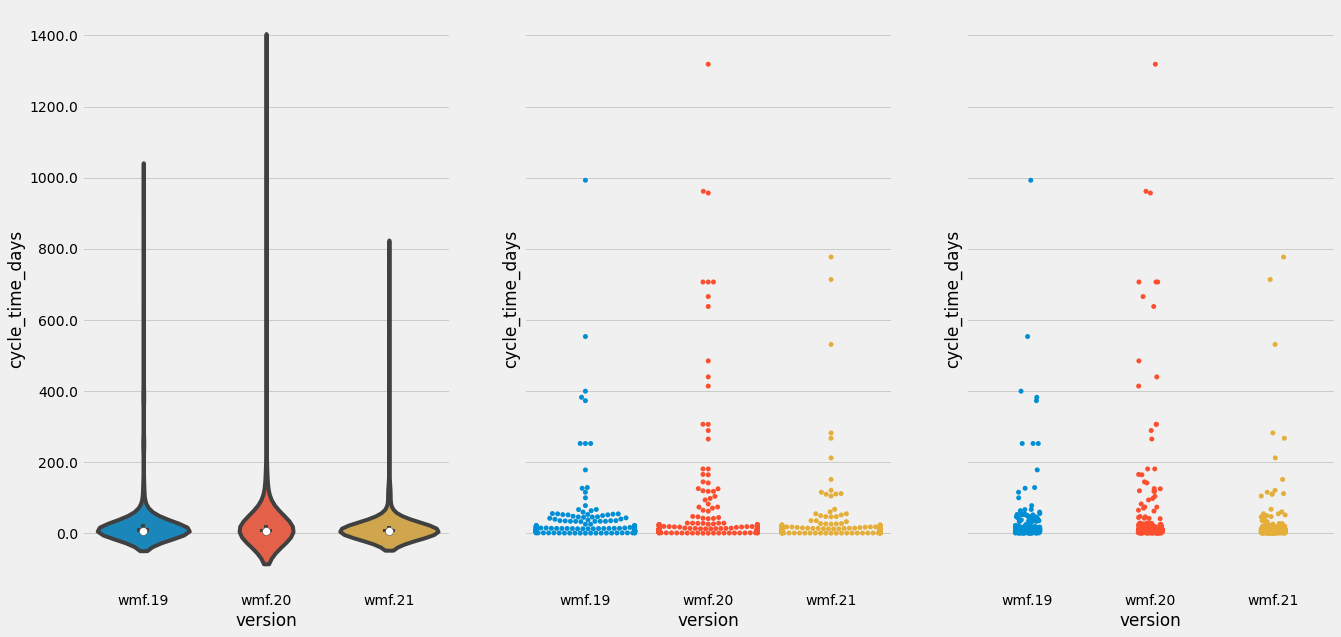 1400.0
1200.0
1000.0
800.0
600.0
400.0
200.0
0.0
cycle_time_days
wmf.19 wmf.20 wmf.21
version
cycle_time_days
wmf.19 wmf.20 wmf.21
version
cycle_time_days
wmf.19 wmf.20 wmf.21
version